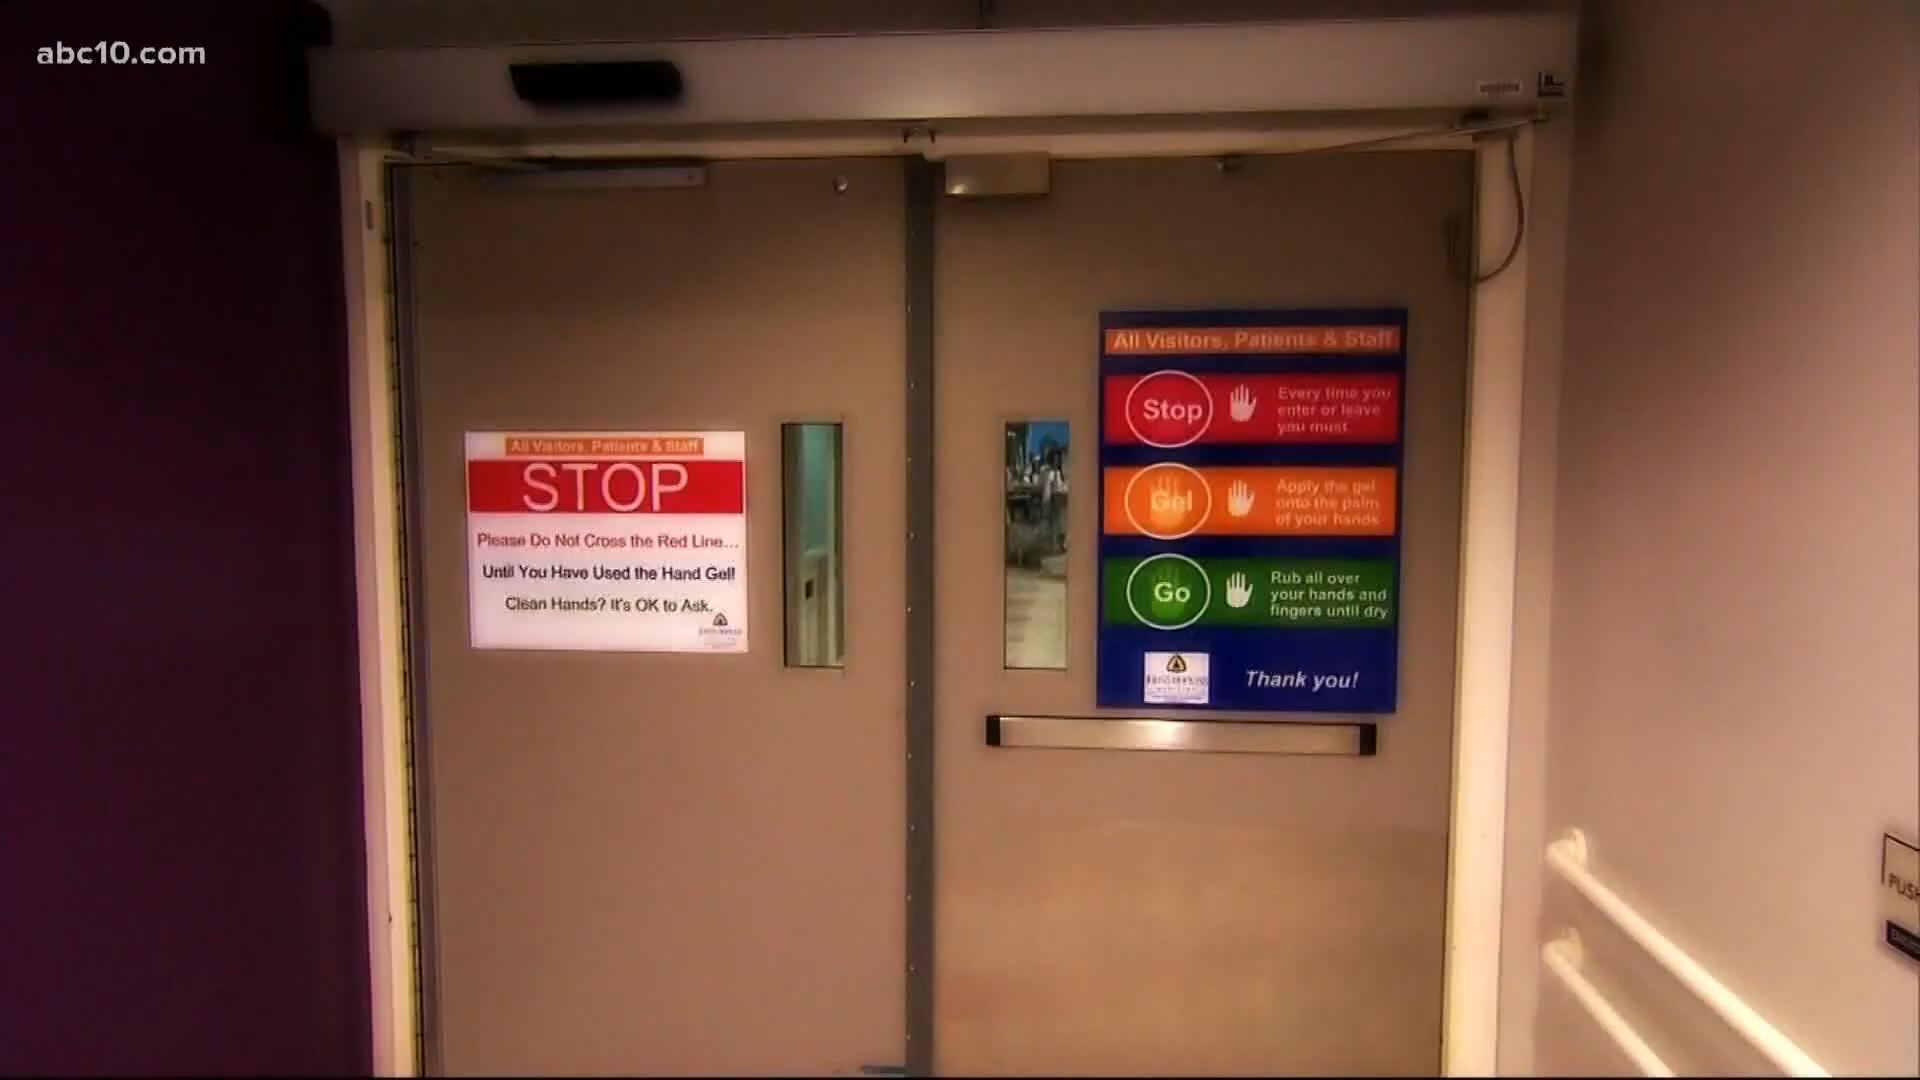 abc10.com
All Visitors, Patients & Staff
STOP
Please Do Not Cross the Red Line...
Until You Have Used the Hand Gel!
Clean Hands? It's OK to Ask.
All Visitors, Patients & Staff
Stop
Every time you
enter or leave
you must
Gel
Apply the gel
onto the palm
of your hands
Go
Rub all over
your hands and
fingers until dry
Thank you!
PUSH